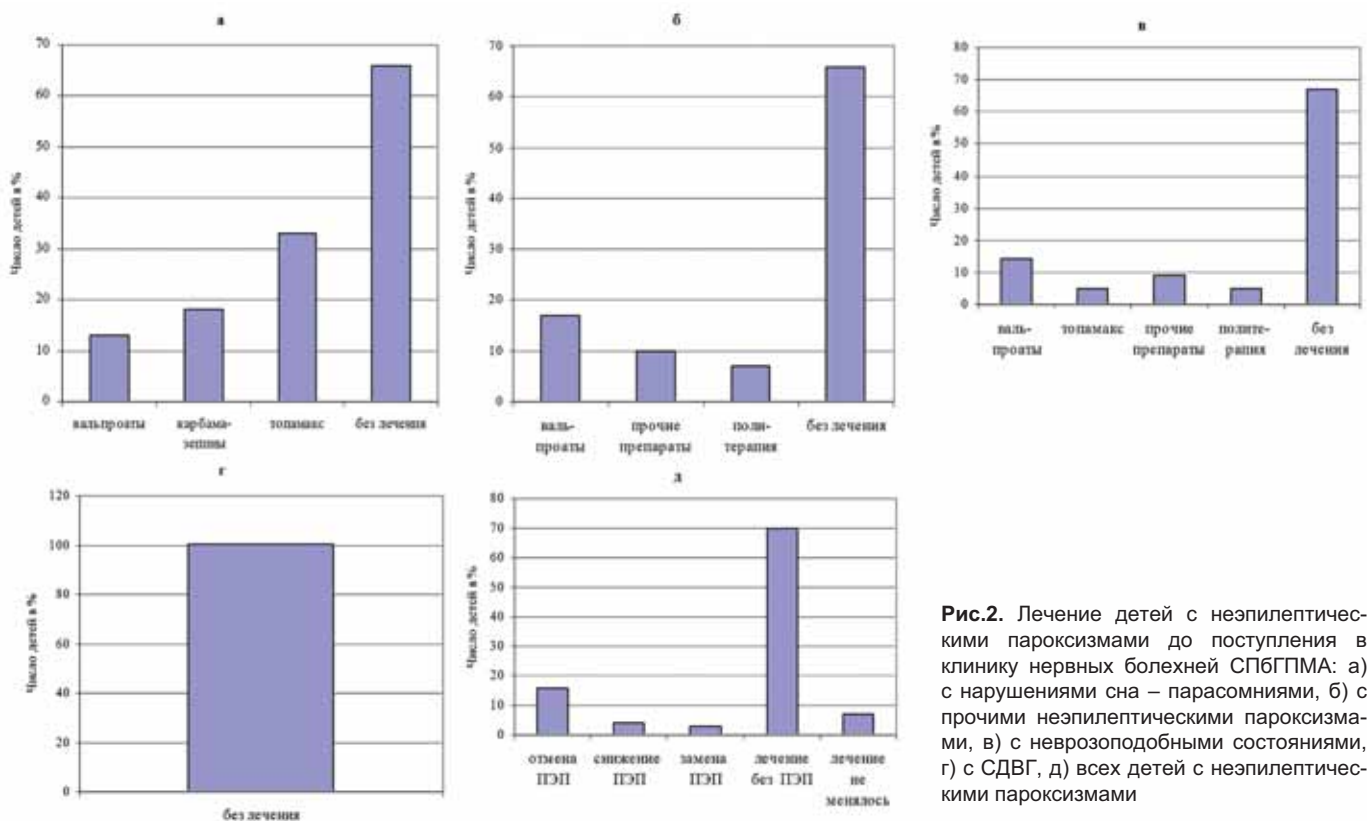 а
Число детей в %
70
60
50
40
30
20
10
0
вальпроаты
карбама-
зепины
топамакс
без лечения
б
Число детей в %
70
60
50
40
30
20
10
0
валь-
проаты
прочие
препараты
поли-
терапия
без лечения
в
Число детей в %
80
70
60
50
40
30
20
10
0
валь-
проаты
топамакс
прочие
препараты
полите-
рапия
без
лечения
г
Число детей в %
120
100
80
60
40
20
0
без лечения
д
Число детей в %
80
70
60
50
40
30
20
10
0
отмена
ПЭП
снижение
ПЭП
замена
ПЭП
лечение
без ПЭП
лечение
не
менялось
Рис.2. Лечение детей с неэпилептичес-
кими пароксизмами до поступления в
клинику нервных болехней СПбГПМА: а)
с нарушениями сна – парасомниями, б) с
прочими неэпилептическими пароксизма-
ми, в) с неврозоподобными состояниями,
г) с СДВГ, д) всех детей с неэпилептичес-
кими пароксизмами